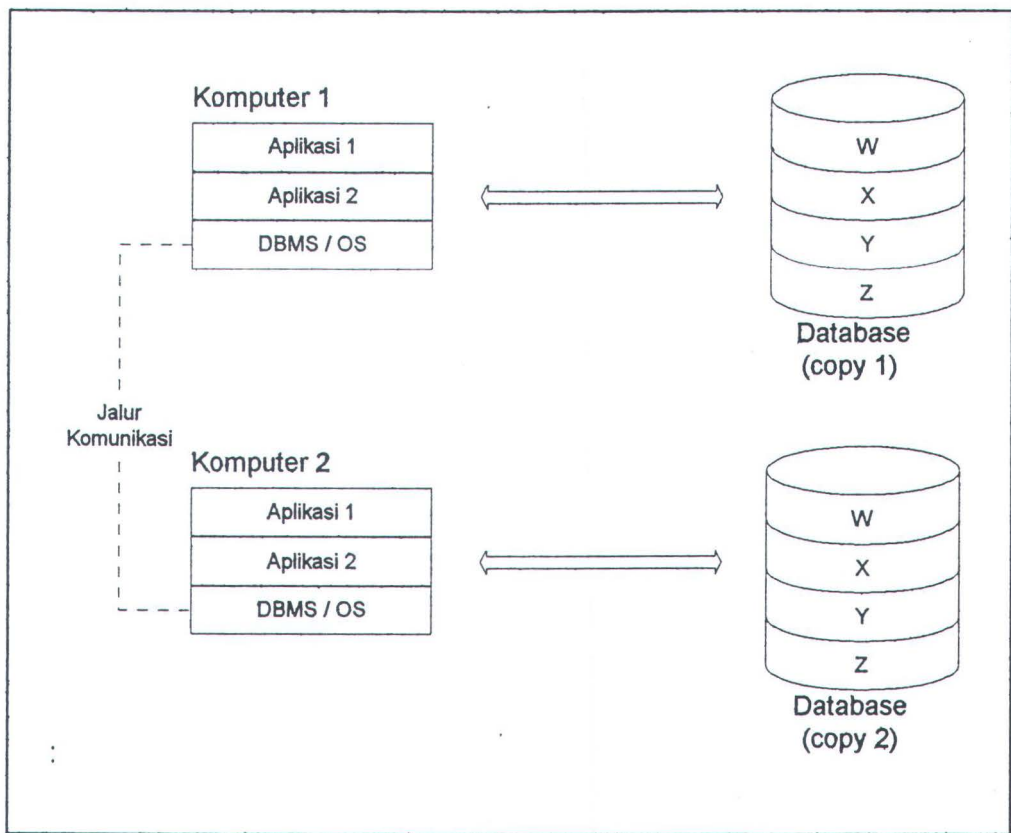 Komputer 1
Aplikasi 1
Aplikasi 2
DBMS / OS
W
X
Y
Z
Database
(copy 1)
Jalur
Komunikasi
Komputer 2
Aplikasi 1
Aplikasi 2
DBMS / OS
W
X
Y
Z
Database
(copy 2)